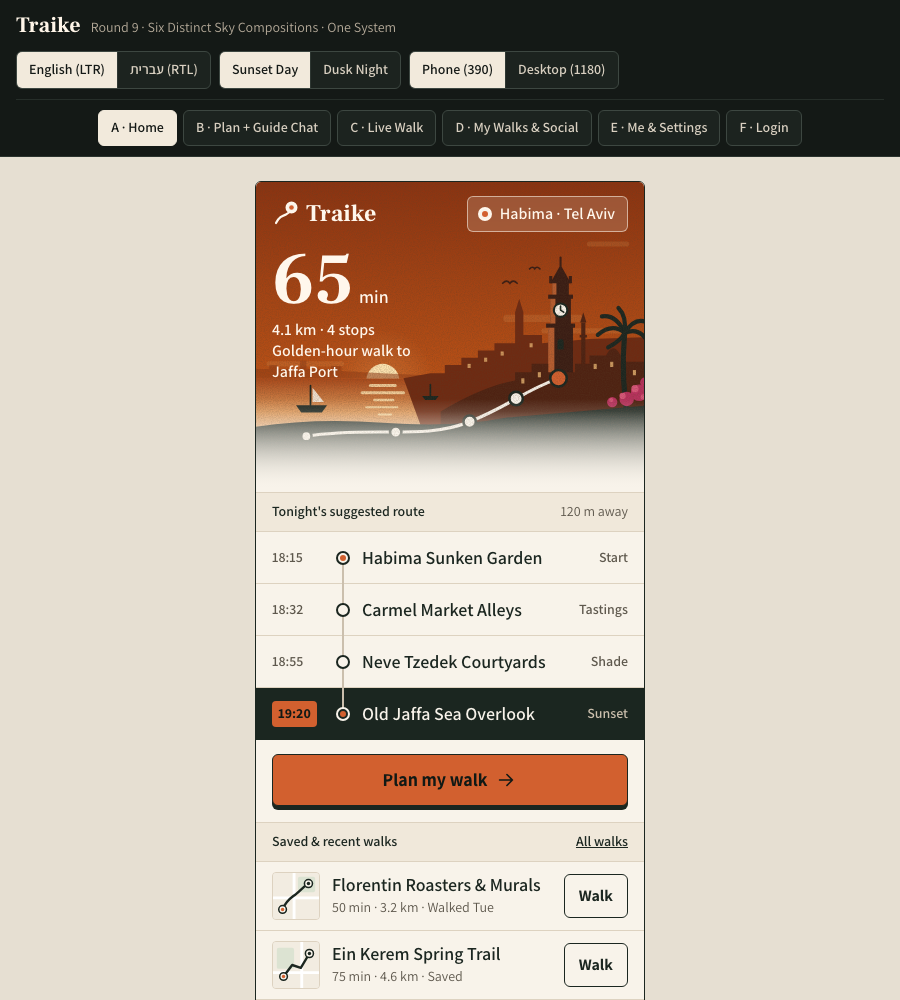 Traike Round 9 · Six Distinct Sky Compositions · One System
English (LTR) עברית (RTL) Sunset Day Dusk Night Phone (390) Desktop (1180)
A · Home B · Plan + Guide Chat C · Live Walk D · My Walks & Social E · Me & Settings F · Login
Traike Habima · Tel Aviv
65 min
4.1 km · 4 stops
Golden-hour walk to
Jaffa Port
Tonight's suggested route 120 m away
18:15 Habima Sunken Garden Start
18:32 Carmel Market Alleys Tastings
18:55 Neve Tzedek Courtyards Shade
19:20 Old Jaffa Sea Overlook Sunset
Plan my walk →
Saved & recent walks All walks
Florentin Roasters & Murals Walk
50 min · 3.2 km · Walked Tue
Ein Kerem Spring Trail Walk
75 min · 4.6 km · Saved